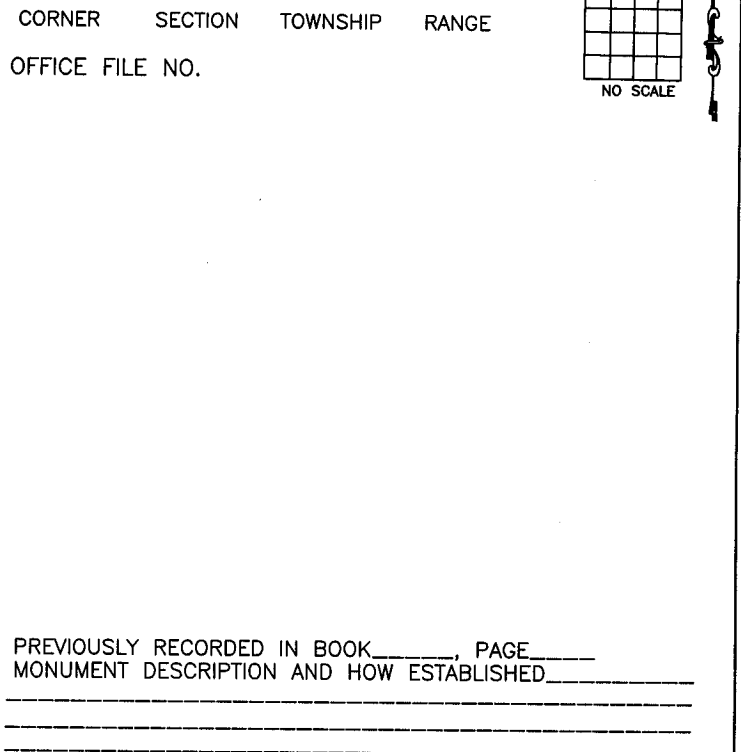 CORNER SECTION TOWNSHIP RANGE
OFFICE FILE NO.
NO SCALE
PREVIOUSLY RECORDED IN BOOK______, PAGE_____
MONUMENT DESCRIPTION AND HOW ESTABLISHED___________